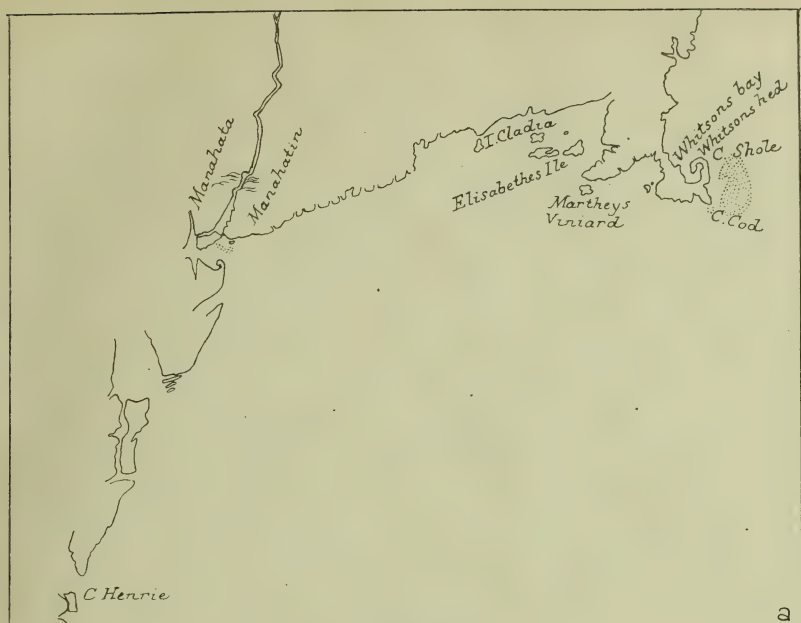 Manahata
Manahatin
I. Cladia
Elisabethes Ile
Martheys
Viniard
Whitsons bay
Whitsons hed
C. Shole
C. Cod
C Henrie
a